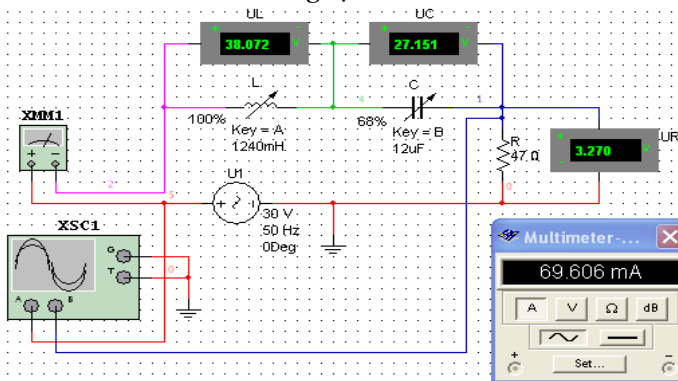 UL UC
+ 38.072 V
+ 27.151 V
L C
XMM1
100%
Key = A
1240mH
4
68%
Key = B
12uF
1
R
47 Ω
+ 3.270 V
UR
2
5
U1
0
30 V
50 Hz
0Deg
XSC1
G
T
0
A B
Multimeter-...
69.606 mA
A V Ω dB
+ Set... -